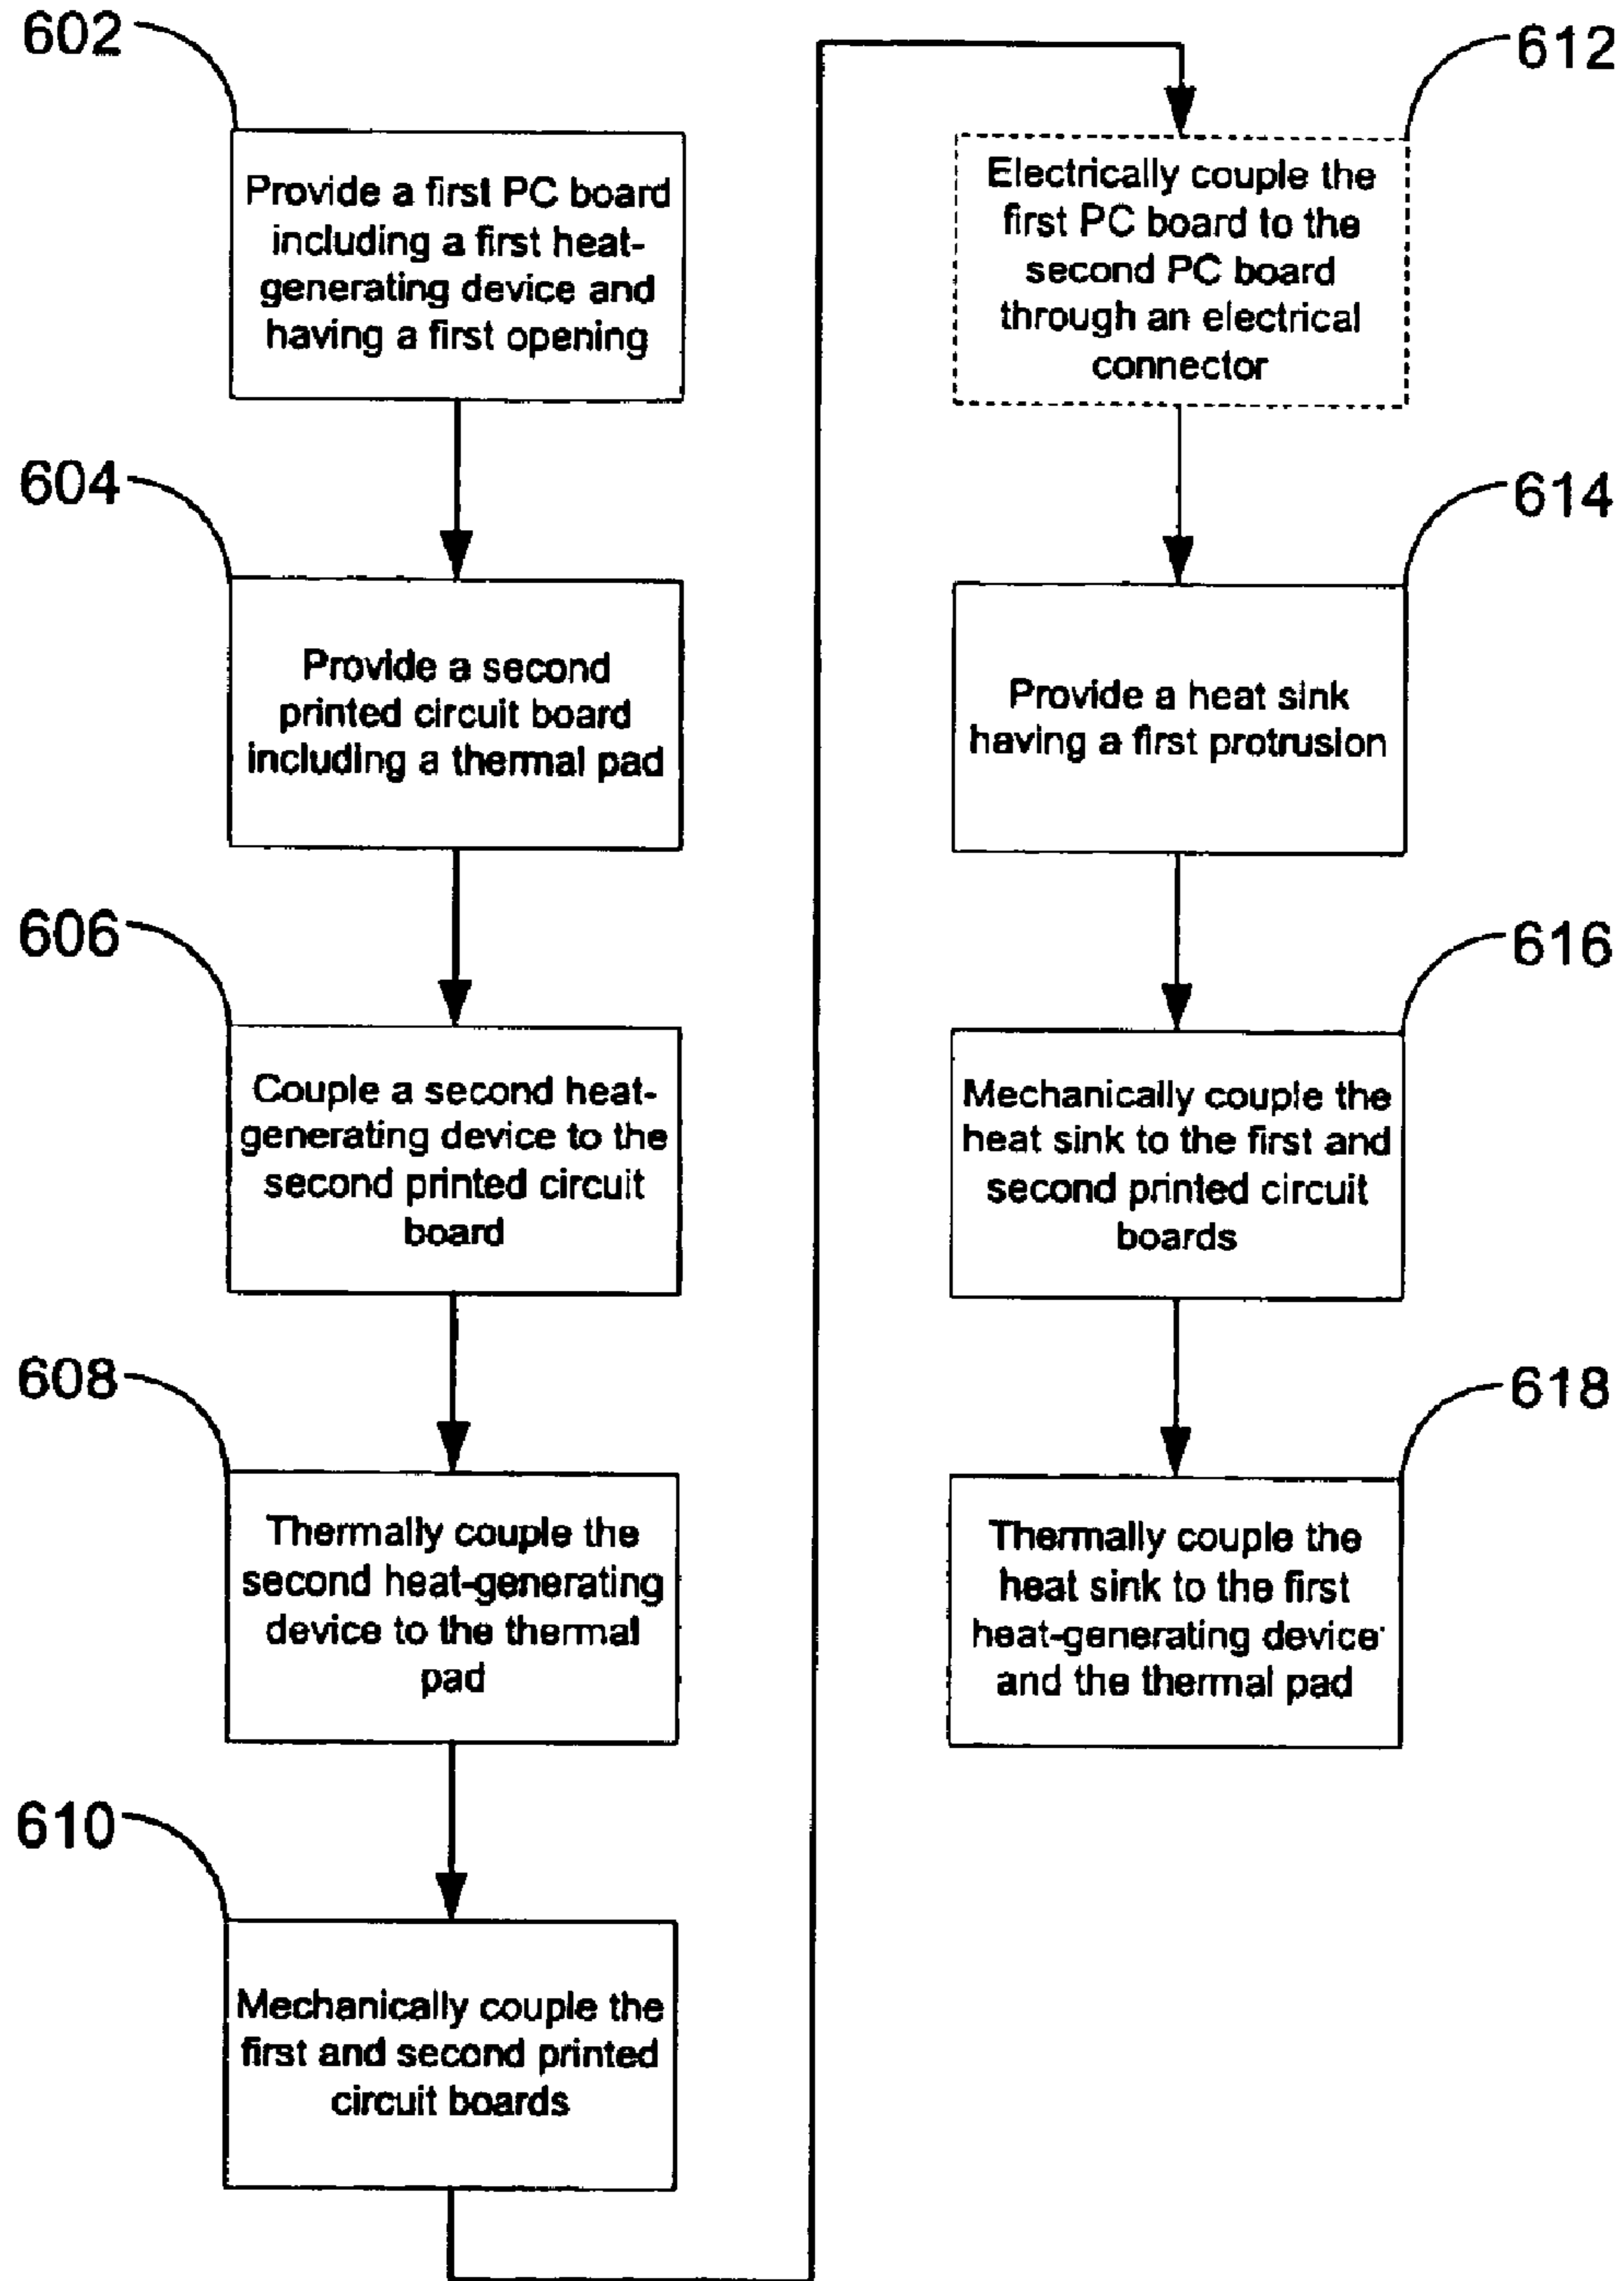 602
Provide a first PC board
including a first heat-
generating device and
having a first opening
604
Provide a second
printed circuit board
including a thermal pad
606
Couple a second heat-
generating device to the
second printed circuit
board
608
Thermally couple the
second heat-generating
device to the thermal
pad
610
Mechanically couple the
first and second printed
circuit boards
612
Electrically couple the
first PC board to the
second PC board
through an electrical
connector
614
Provide a heat sink
having a first protrusion
616
Mechanically couple the
heat sink to the first and
second printed circuit
boards
618
Thermally couple the
heat sink to the first
heat-generating device
and the thermal pad